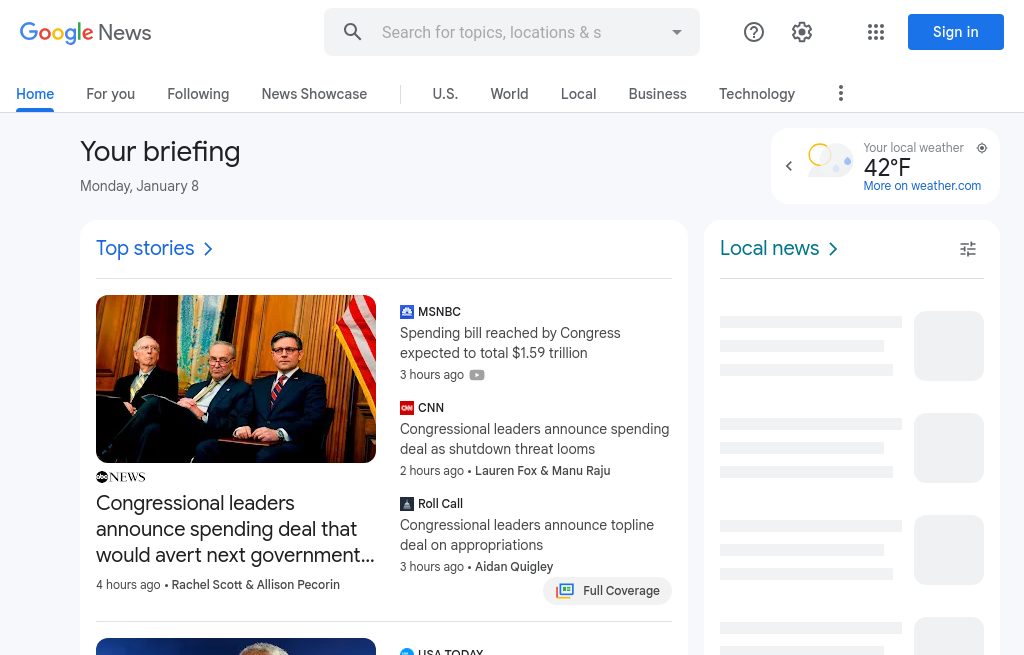 Google News
Search for topics, locations & s
Sign in
Home
For you
Following
News Showcase
U.S.
World
Local
Business
Technology
Your briefing
Monday, January 8
Your local weather
42°F
More on weather.com
Top stories
Local news
abc NEWS
Congressional leaders
announce spending deal that
would avert next government...
4 hours ago • Rachel Scott & Allison Pecorin
MSNBC
Spending bill reached by Congress
expected to total $1.59 trillion
3 hours ago
CNN
Congressional leaders announce spending
deal as shutdown threat looms
2 hours ago • Lauren Fox & Manu Raju
Roll Call
Congressional leaders announce topline
deal on appropriations
3 hours ago • Aidan Quigley
Full Coverage
USA TODAY